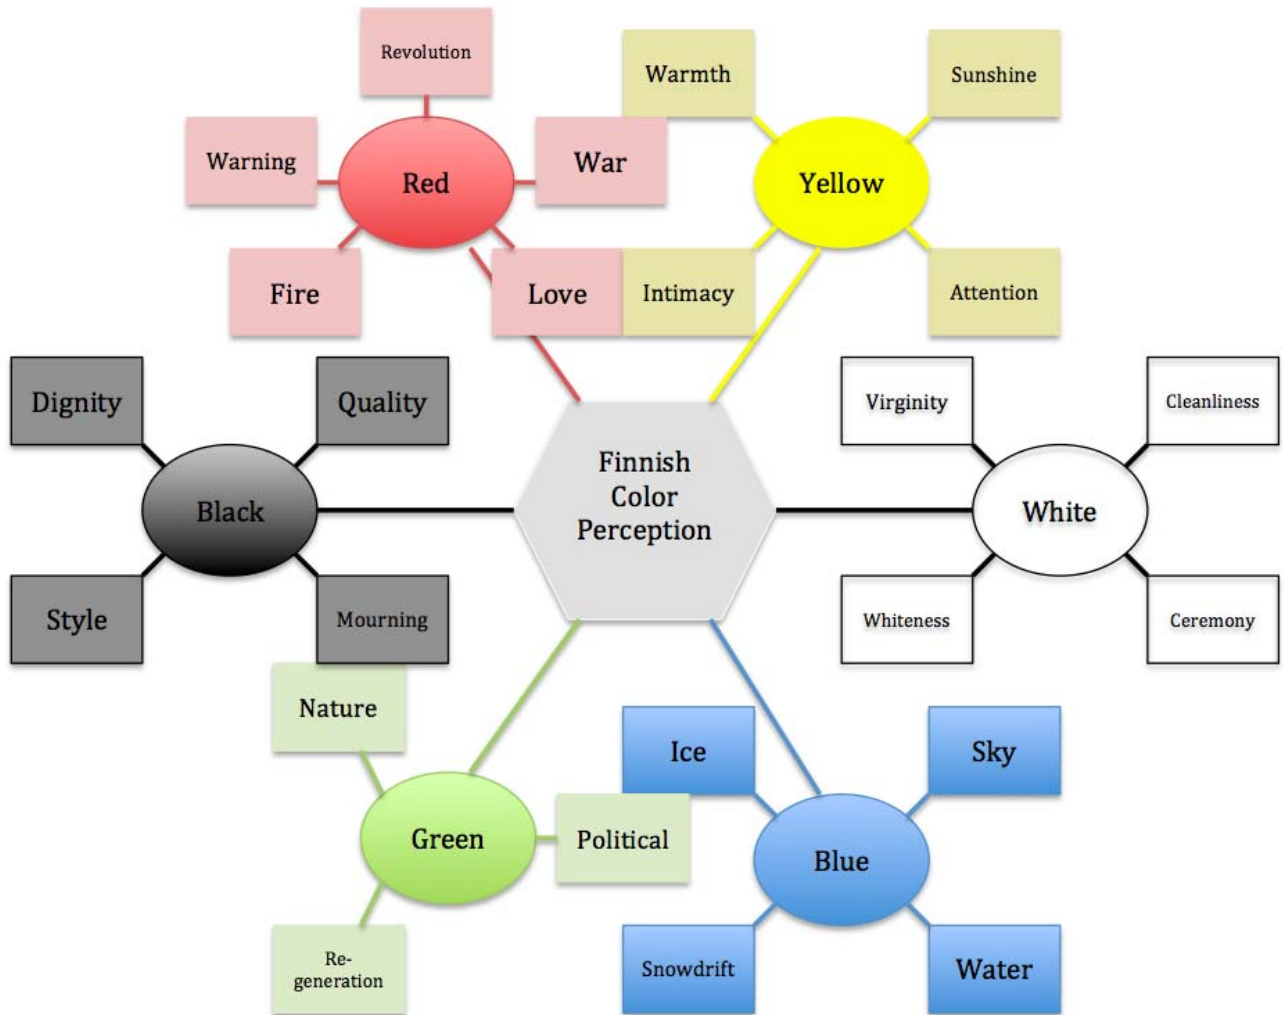 Revolution
Warning
Red
War
Fire
Love
Warmth
Sunshine
Yellow
Intimacy
Attention
Dignity
Quality
Black
Style
Mourning
Finnish
Color
Perception
Virginity
Cleanliness
White
Whiteness
Ceremony
Nature
Green
Political
Re-
generation
Ice
Sky
Blue
Snowdrift
Water